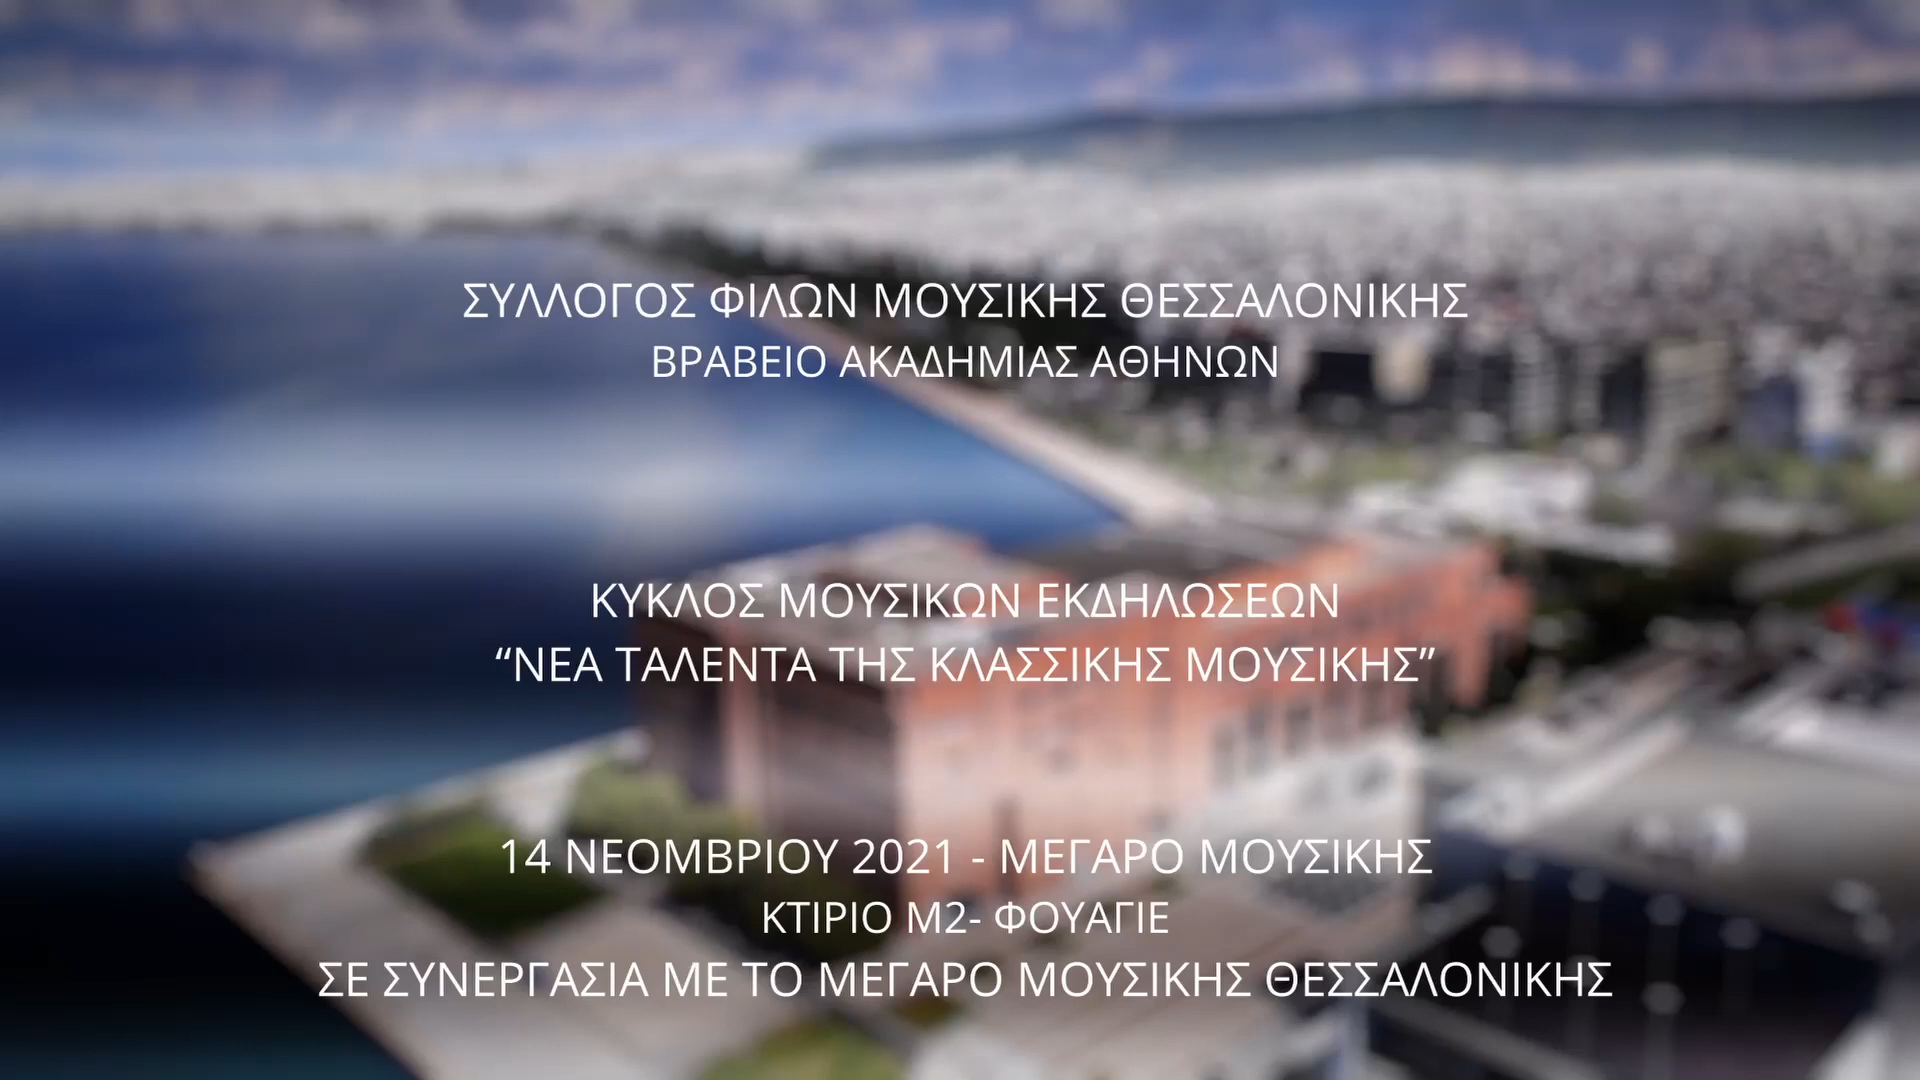 ΣΥΛΛΟΓΟΣ ΦΙΛΩΝ ΜΟΥΣΙΚΗΣ ΘΕΣΣΑΛΟΝΙΚΗΣ
ΒΡΑΒΕΙΟ ΑΚΑΔΗΜΙΑΣ ΑΘΗΝΩΝ
ΚΥΚΛΟΣ ΜΟΥΣΙΚΩΝ ΕΚΔΗΛΩΣΕΩΝ
“ΝΕΑ ΤΑΛΕΝΤΑ ΤΗΣ ΚΛΑΣΣΙΚΗΣ ΜΟΥΣΙΚΗΣ”
14 ΝΕΟΜΒΡΙΟΥ 2021 - ΜΕΓΑΡΟ ΜΟΥΣΙΚΗΣ
ΚΤΙΡΙΟ Μ2- ΦΟΥΑΓΙΕ
ΣΕ ΣΥΝΕΡΓΑΣΙΑ ΜΕ ΤΟ ΜΕΓΑΡΟ ΜΟΥΣΙΚΗΣ ΘΕΣΣΑΛΟΝΙΚΗΣ